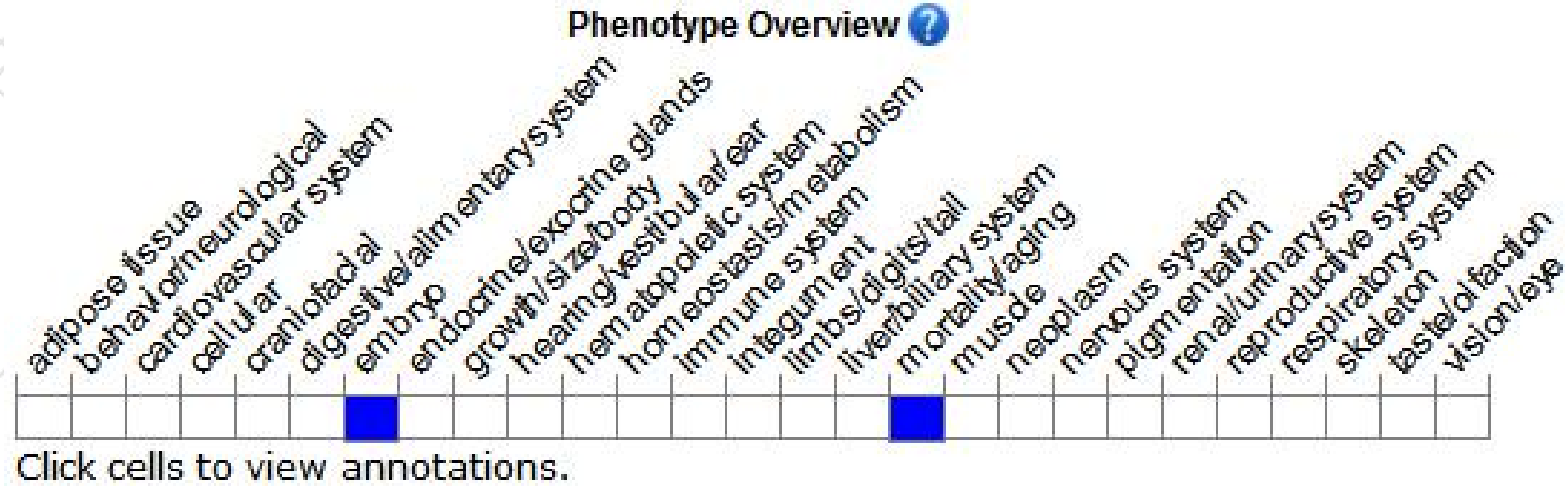 Phenotype Overview ?
adipose tissue
behavior/neurological
cardiovascular system
cellular
craniofacial
digestive/alimentary system
embryo
endocrine/exocrine glands
growth/size/body
hearing/vestibular/ear
hematopoietic system
homeostasis/metabolism
immune system
integument
limbs/digits/tail
liver/biliary system
mortality/aging
muscle
neoplasm
nervous system
pigmentation
renal/urinary system
reproductive system
respiratory system
skeleton
taste/olfaction
vision/eye
Click cells to view annotations.